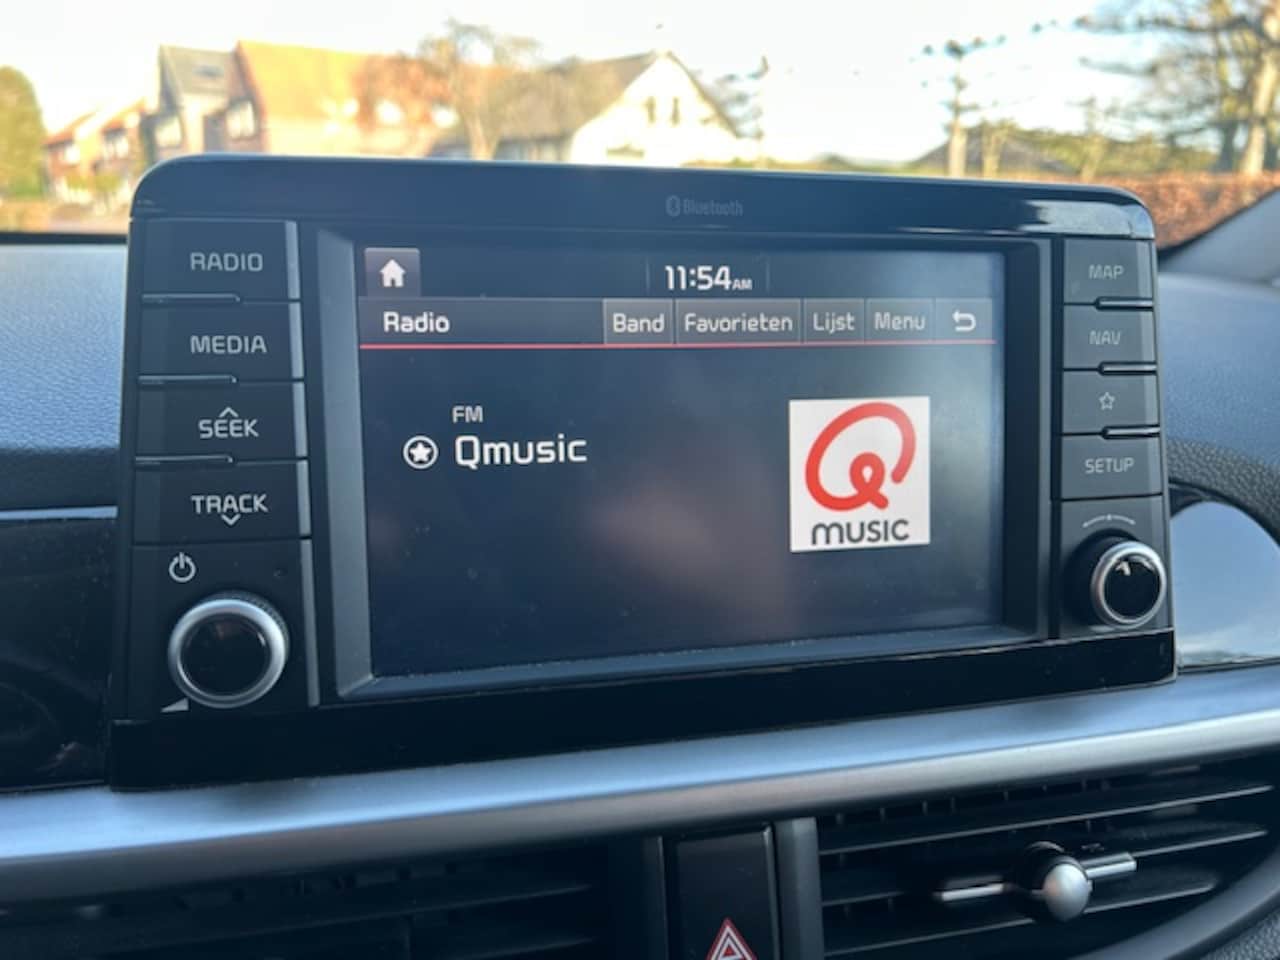 Bluetooth
RADIO
MEDIA
SEEK
TRACK
11:54AM
Radio
Band
Favorieten
Lijst
Menu
FM
Qmusic
MUSIC
MAP
NAV
SETUP